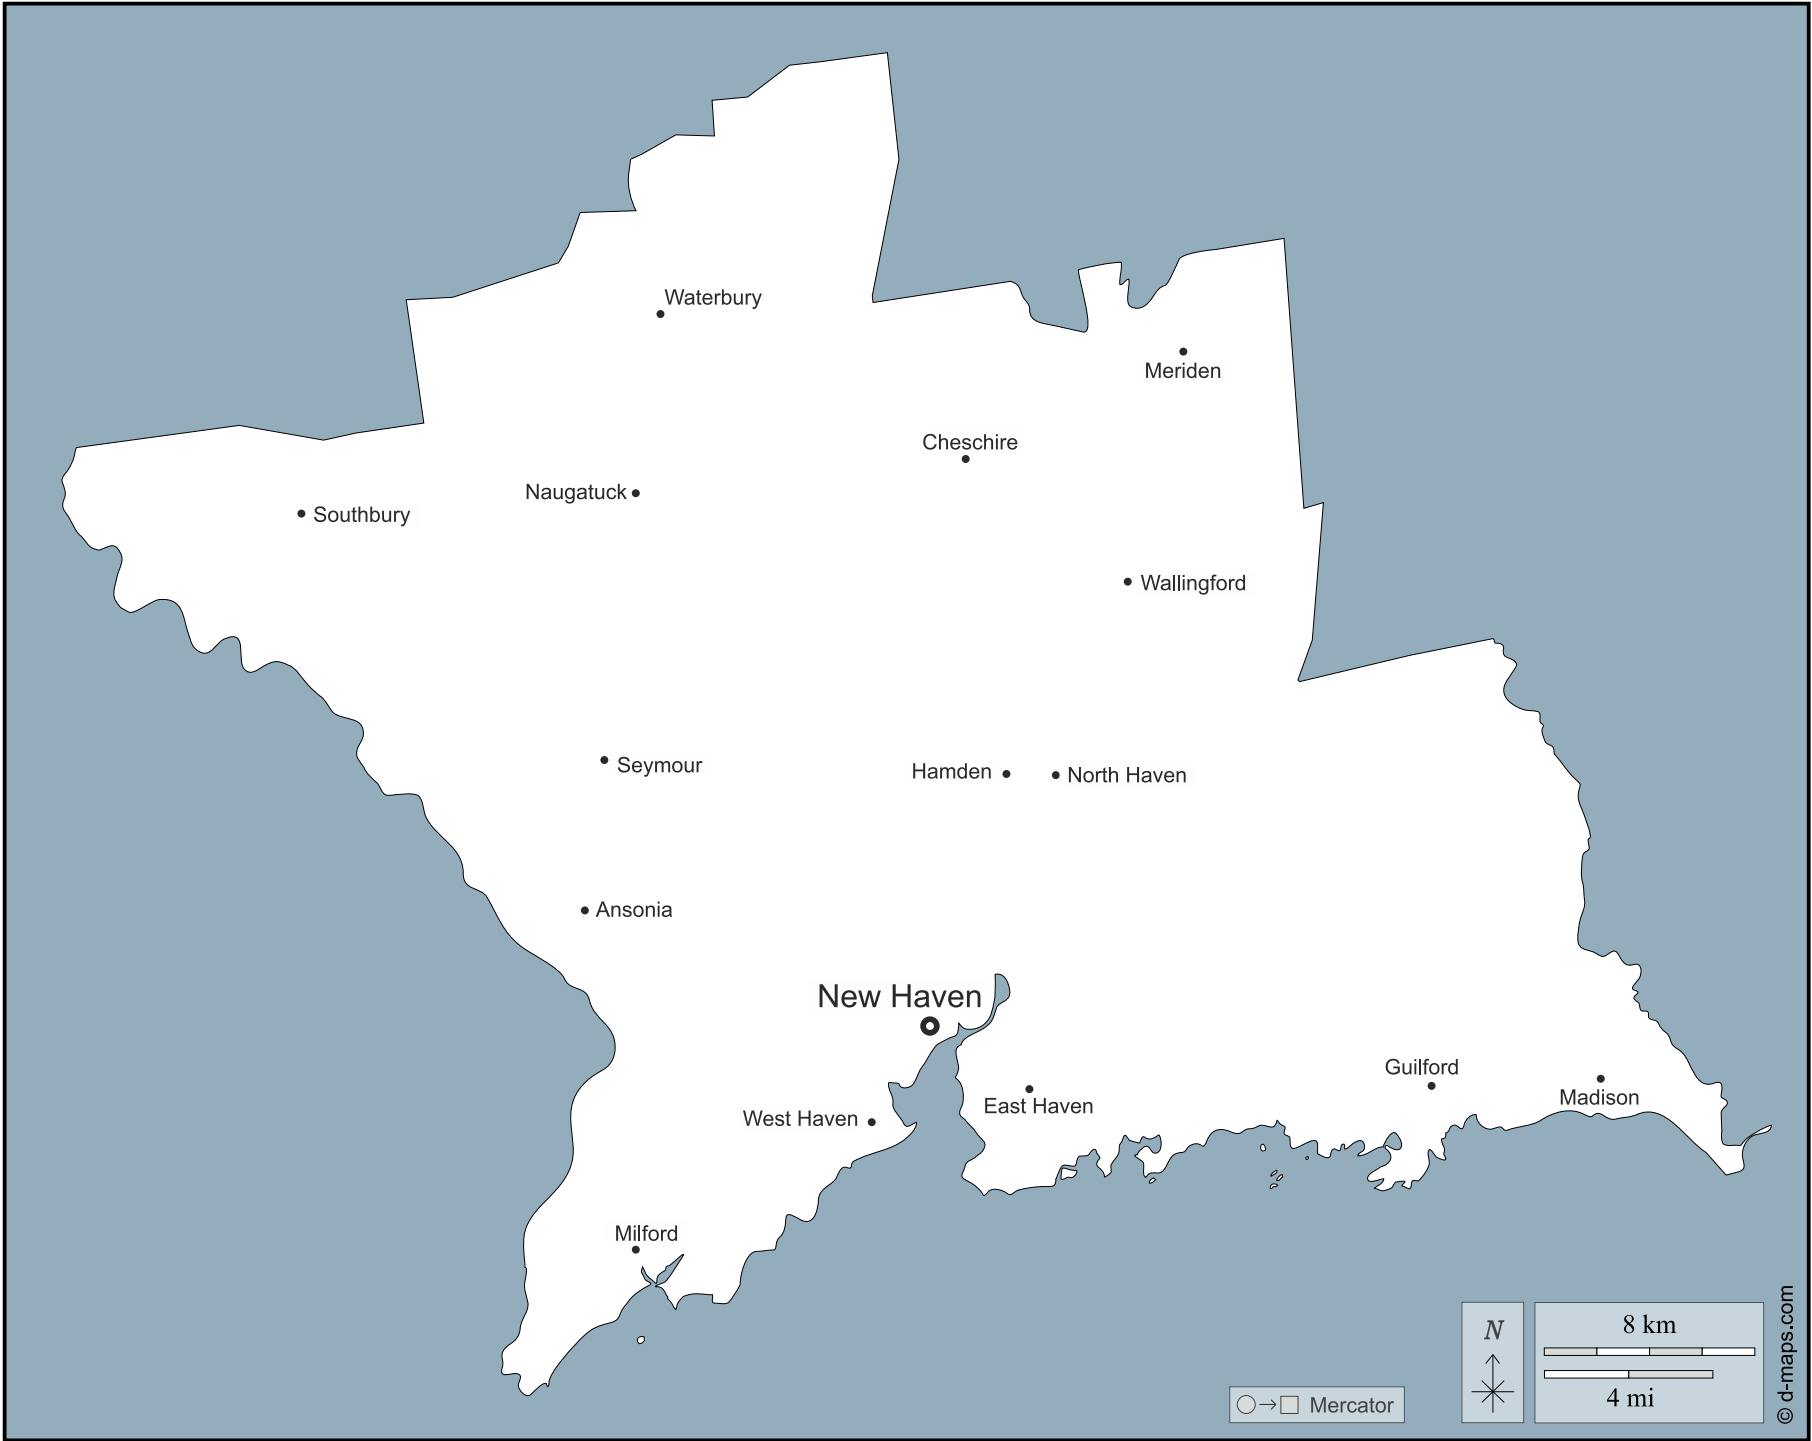 Waterbury
Meriden
Cheschire
Naugatuck
Southbury
Wallingford
Seymour
Hamden
North Haven
Ansonia
New Haven
Guilford
Madison
East Haven
West Haven
Milford
N
8 km
4 mi
Mercator
© d-maps.com